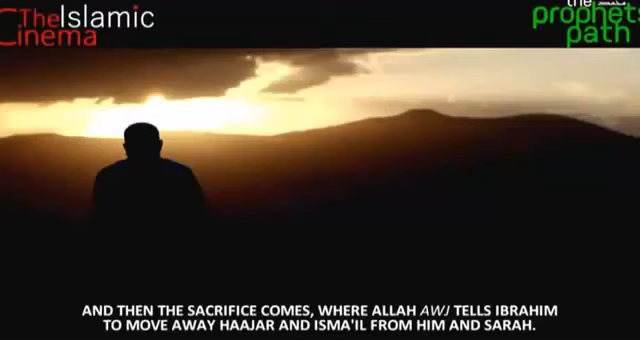 The Islamic
Cinema
the
prophets
path
AND THEN THE SACRIFICE COMES, WHERE ALLAH AWJ TELLS IBRAHIM
TO MOVE AWAY HAAJAR AND ISMA'IL FROM HIM AND SARAH.